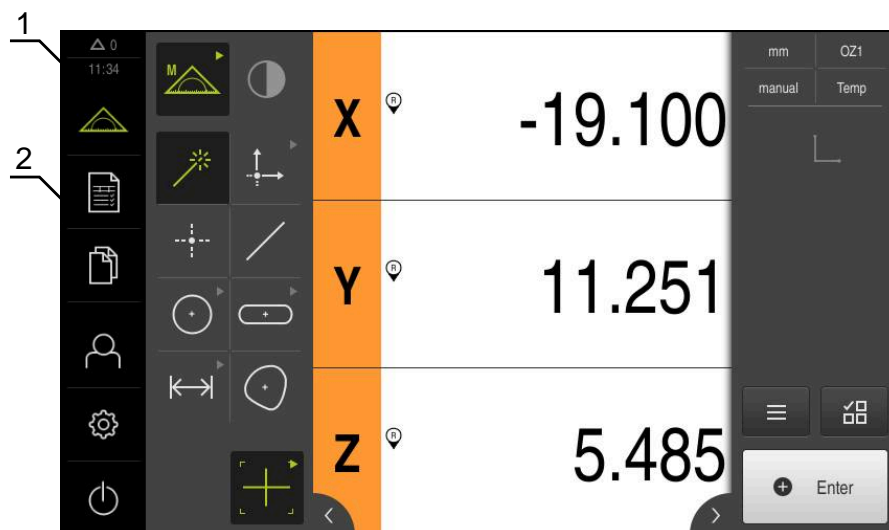 1
2
0
11:34
M
X
R
-19.100
Y
R
11.251
Z
R
5.485
mm
OZ1
manual
Temp
Enter